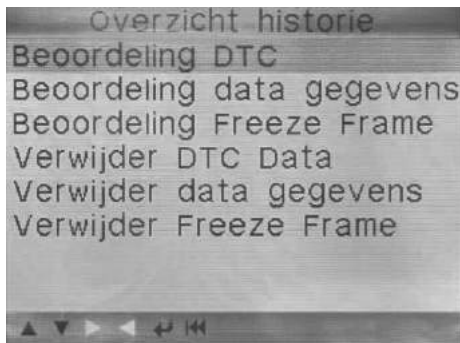 Overzicht historie
Beoordeling DTC
Beoordeling data gegevens
Beoordeling Freeze Frame
Verwijder DTC Data
Verwijder data gegevens
Verwijder Freeze Frame